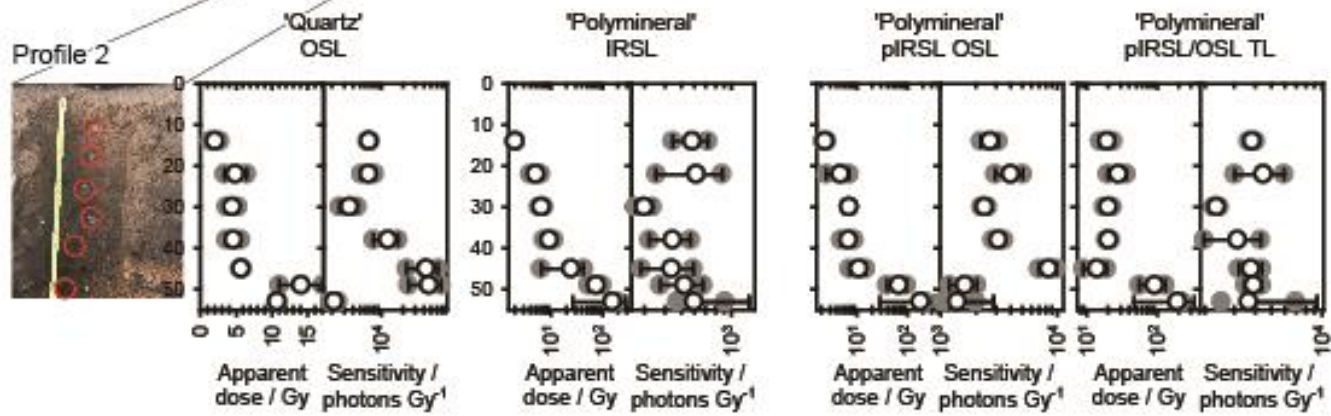 'Quartz'
OSL
'Polymineral'
IRSL
'Polymineral'
pIRSL OSL
'Polymineral'
pIRSL/OSL TL
Profile 2
0
10
20
30
40
50
0
10
20
30
40
50
0 5 10 15 10⁴
10¹ 10² 10³
10¹ 10² 10³ 10⁴
10¹ 10² 10⁴
Apparent
dose / Gy
Sensitivity /
photons Gy⁻¹
Apparent
dose / Gy
Sensitivity /
photons Gy⁻¹
Apparent
dose / Gy
Sensitivity /
photons Gy⁻¹
Apparent
dose / Gy
Sensitivity /
photons Gy⁻¹